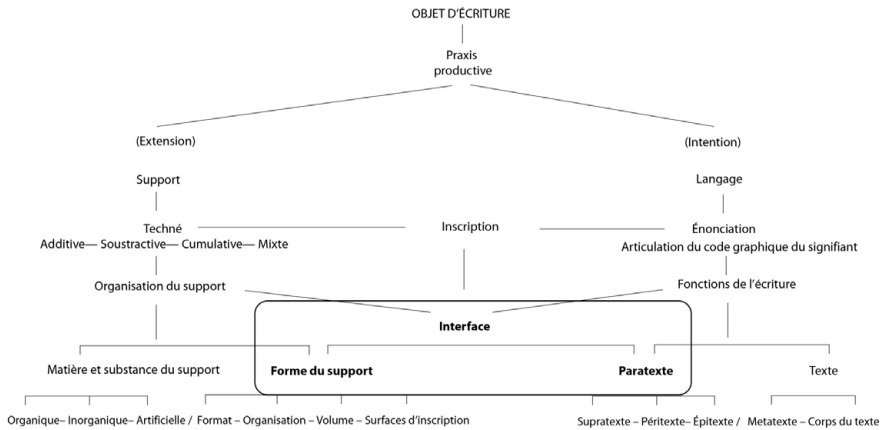 OBJET D'ÉCRITURE
Praxis
productive
(Extension)
(Intention)
Support
Langage
Techné
Inscription
Énonciation
Additive— Soustractive— Cumulative— Mixte
Articulation du code graphique du signifiant
Organisation du support
Fonctions de l'écriture
Interface
Matière et substance du support
Forme du support
Paratexte
Texte
Organique– Inorganique– Artificielle / Format – Organisation – Volume – Surfaces d'inscription
Supratexte – Péritexte– Épitexte / Metatexte – Corps du texte